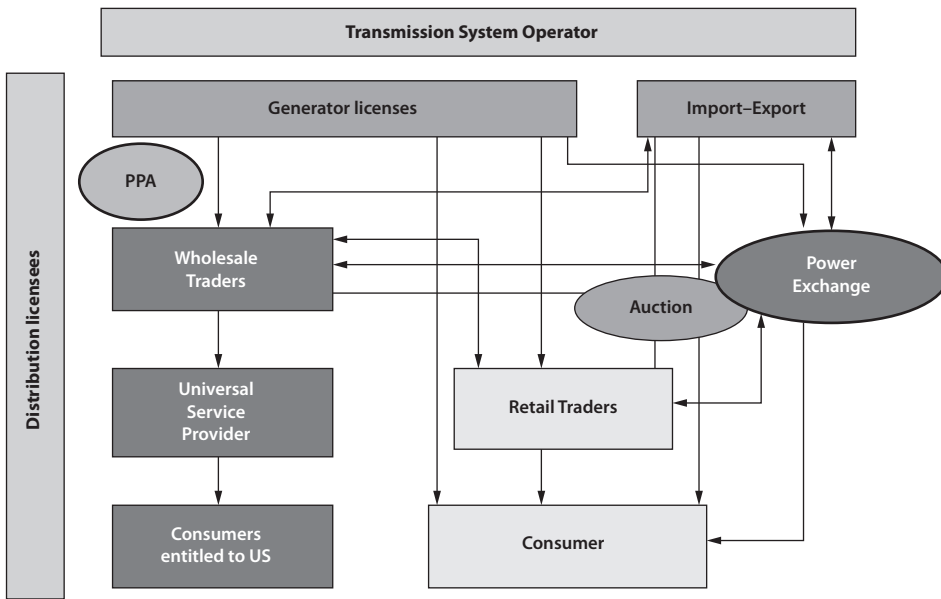 Transmission System Operator
Distribution licensees
Generator licenses
Import–Export
PPA
Wholesale
Traders
Power
Exchange
Auction
Universal
Service
Provider
Retail Traders
Consumers
entitled to US
Consumer